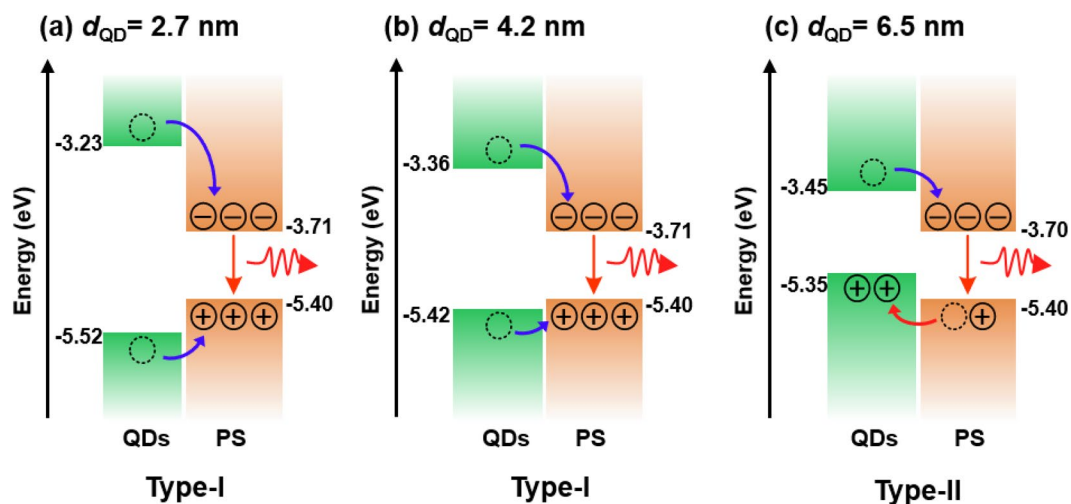 (a) dQD= 2.7 nm
Energy (eV)
-3.23
-3.71
-5.40
-5.52
QDs PS
Type-I
(b) dQD= 4.2 nm
Energy (eV)
-3.36
-3.71
-5.40
-5.42
QDs PS
Type-I
(c) dQD= 6.5 nm
Energy (eV)
-3.45
-3.70
-5.35
-5.40
QDs PS
Type-II